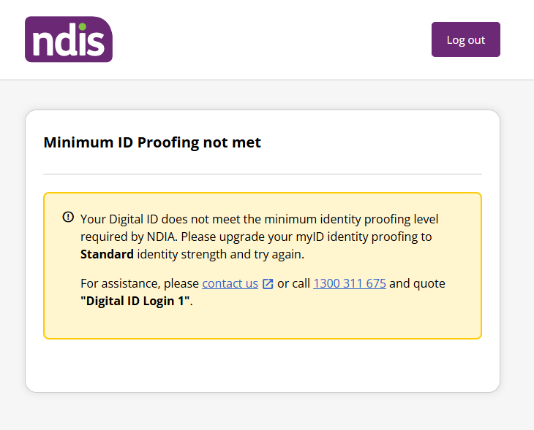 ndis
Log out
Minimum ID Proofing not met
Your Digital ID does not meet the minimum identity proofing level
required by NDIA. Please upgrade your myID identity proofing to
Standard identity strength and try again.
For assistance, please contact us or call 1300 311 675 and quote
"Digital ID Login 1".